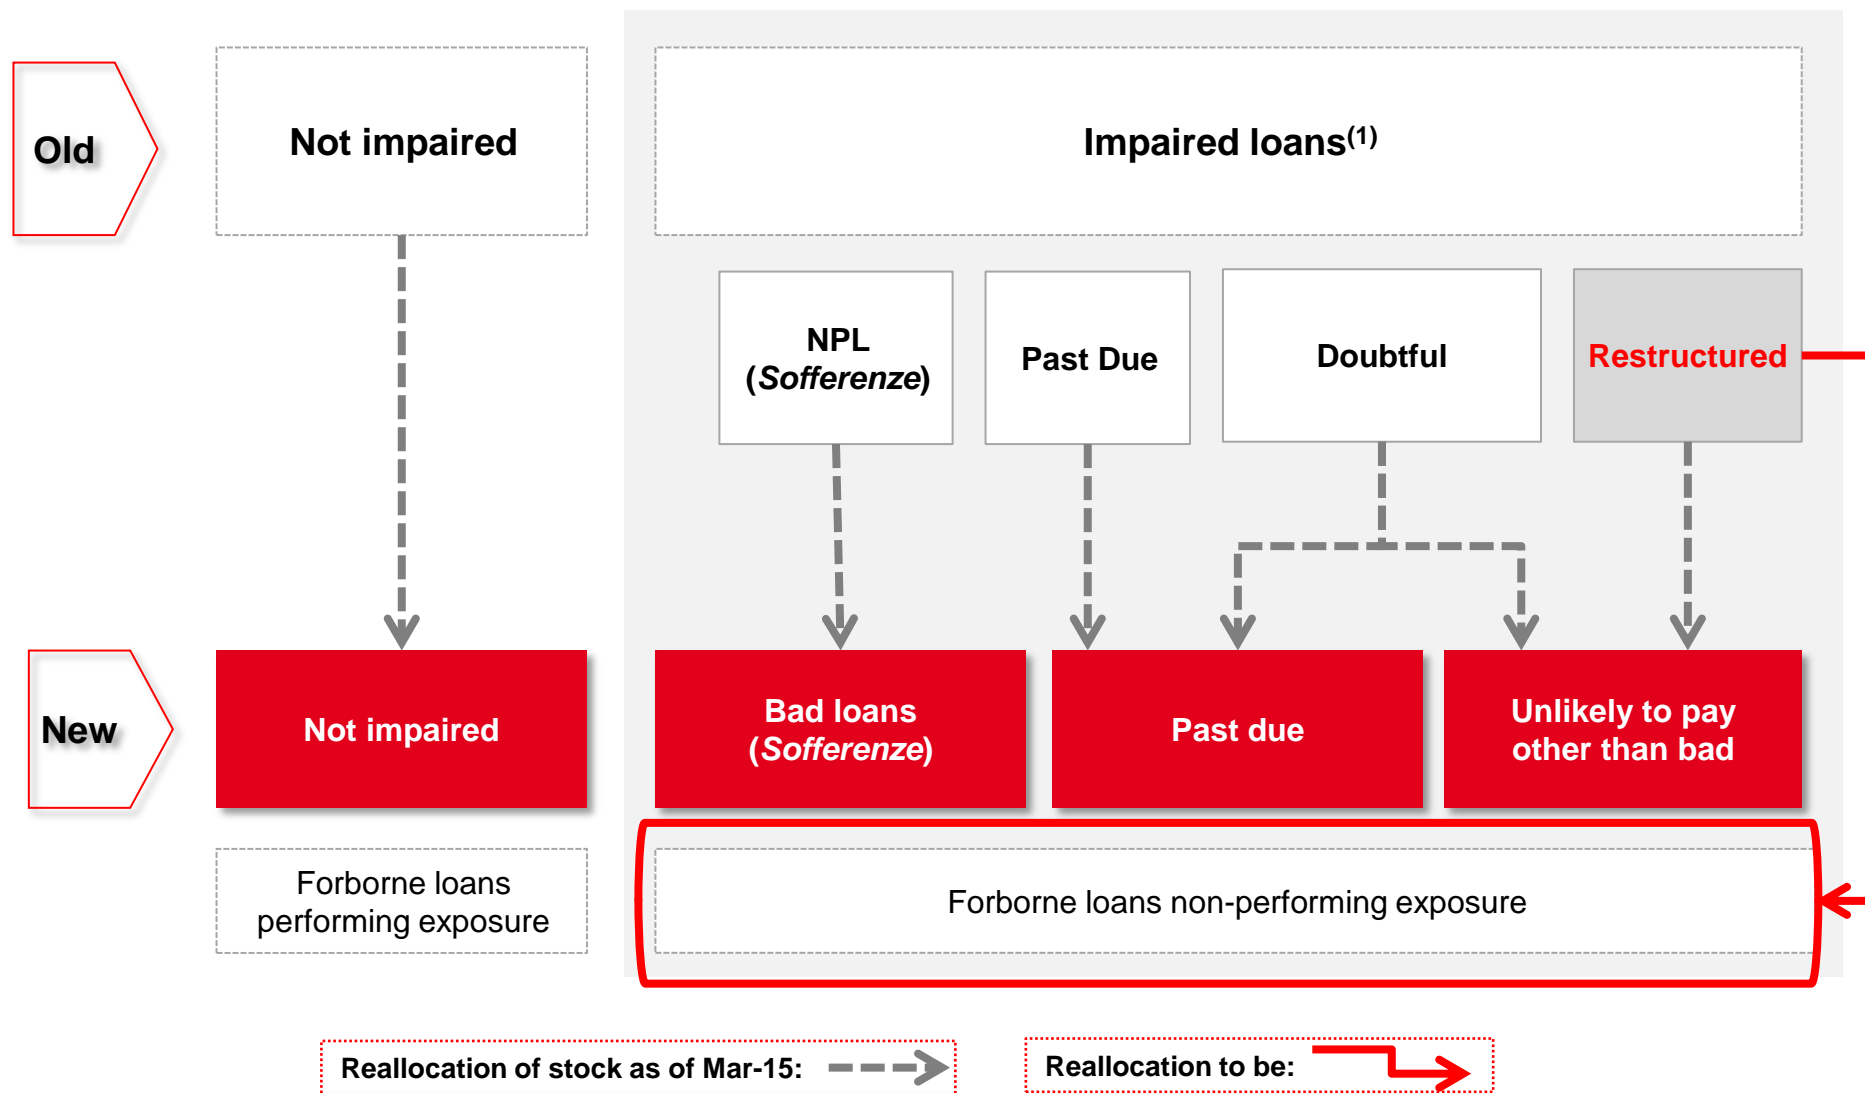 Old
Not impaired
Impaired loans(1)
NPL
(Sofferenze)
Past Due
Doubtful
Restructured
New
Not impaired
Bad loans
(Sofferenze)
Past due
Unlikely to pay
other than bad
Forborne loans
performing exposure
Forborne loans non-performing exposure
Reallocation of stock as of Mar-15:
Reallocation to be: